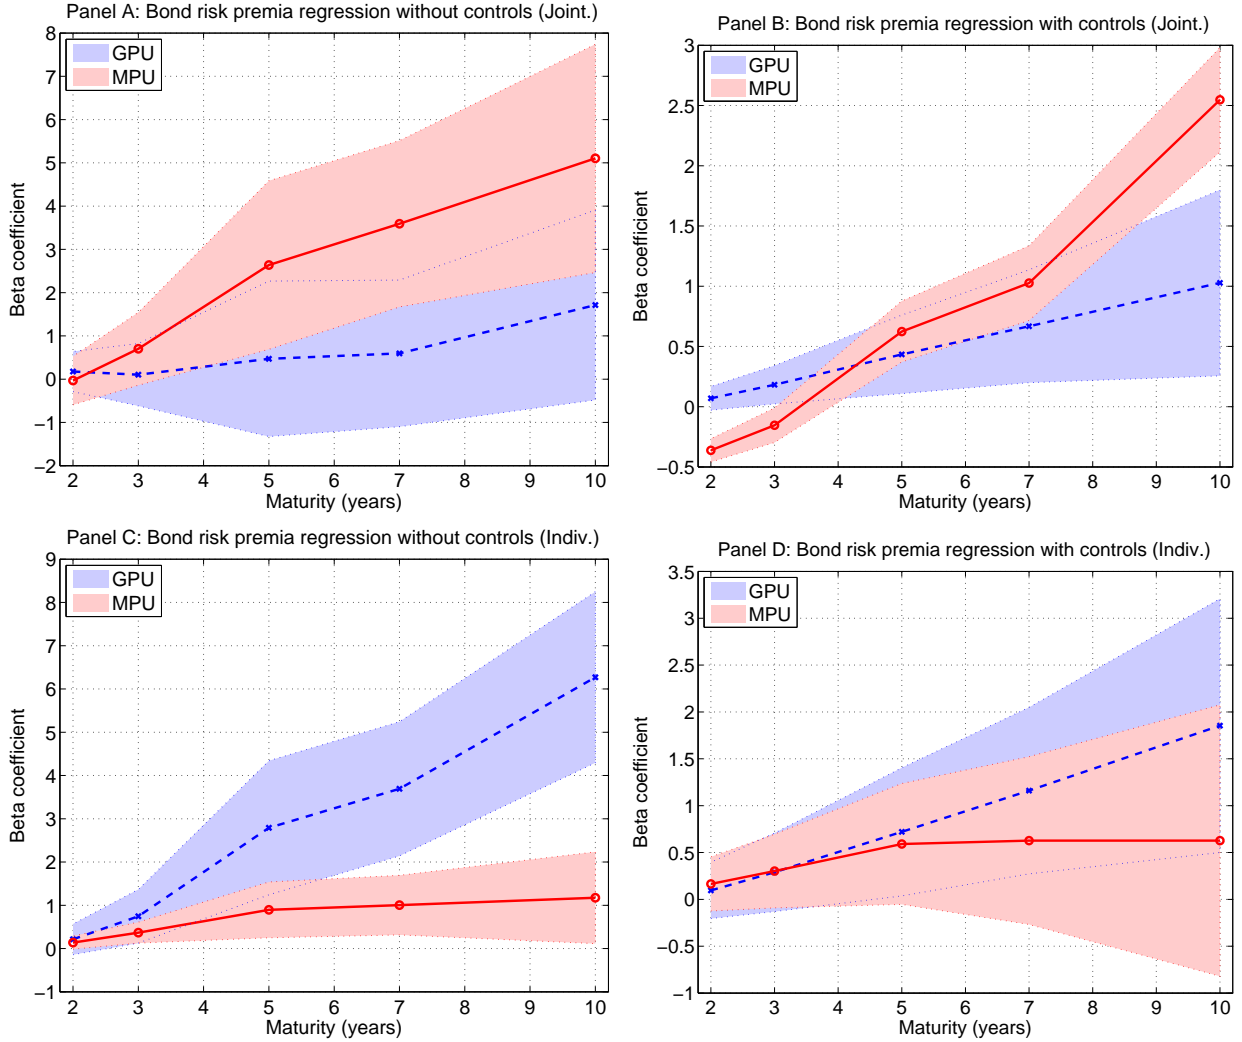 Panel A: Bond risk premia regression without controls (Joint.)
8
7
6
5
4
3
2
1
0
−1
−2
Beta coefficient
GPU
MPU
2 3 4 5 6 7 8 9 10
Maturity (years)
Panel B: Bond risk premia regression with controls (Joint.)
3
2.5
2
1.5
1
0.5
0
−0.5
Beta coefficient
GPU
MPU
2 3 4 5 6 7 8 9 10
Maturity (years)
Panel C: Bond risk premia regression without controls (Indiv.)
9
8
7
6
5
4
3
2
1
0
−1
Beta coefficient
GPU
MPU
2 3 4 5 6 7 8 9 10
Maturity (years)
Panel D: Bond risk premia regression with controls (Indiv.)
3.5
3
2.5
2
1.5
1
0.5
0
−0.5
−1
Beta coefficient
GPU
MPU
2 3 4 5 6 7 8 9 10
Maturity (years)